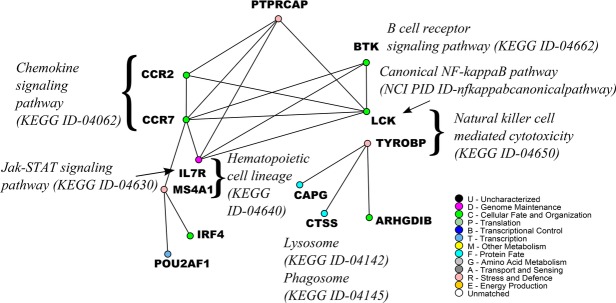 PTPRCAP
BTK
B cell receptor
signaling pathway (KEGG ID-04662)
Chemokine
signaling
pathway
(KEGG ID-04062)
CCR2
CCR7
Canonical NF-kappaB pathway
(NCI PID ID-nfkappabcanonicalpathway)
LCK
TYROBP
Natural killer cell
mediated cytotoxicity
(KEGG ID-04650)
Jak-STAT signaling
pathway (KEGG ID-04630)
IL7R
MS4A1
Hematopoietic
cell lineage
(KEGG
ID-04640)
CAPG
CTSS
ARHGDIB
IRF4
POU2AF1
Lysosome
(KEGG ID-04142)
Phagosome
(KEGG ID-04145)
U - Uncharacterized
D - Genome Maintenance
C - Cellular Fate and Organization
P - Translation
B - Transcriptional Control
T - Transcription
M - Other Metabolism
F - Protein Fate
G - Amino Acid Metabolism
A - Transport and Sensing
R - Stress and Defence
E - Energy Production
Unmatched